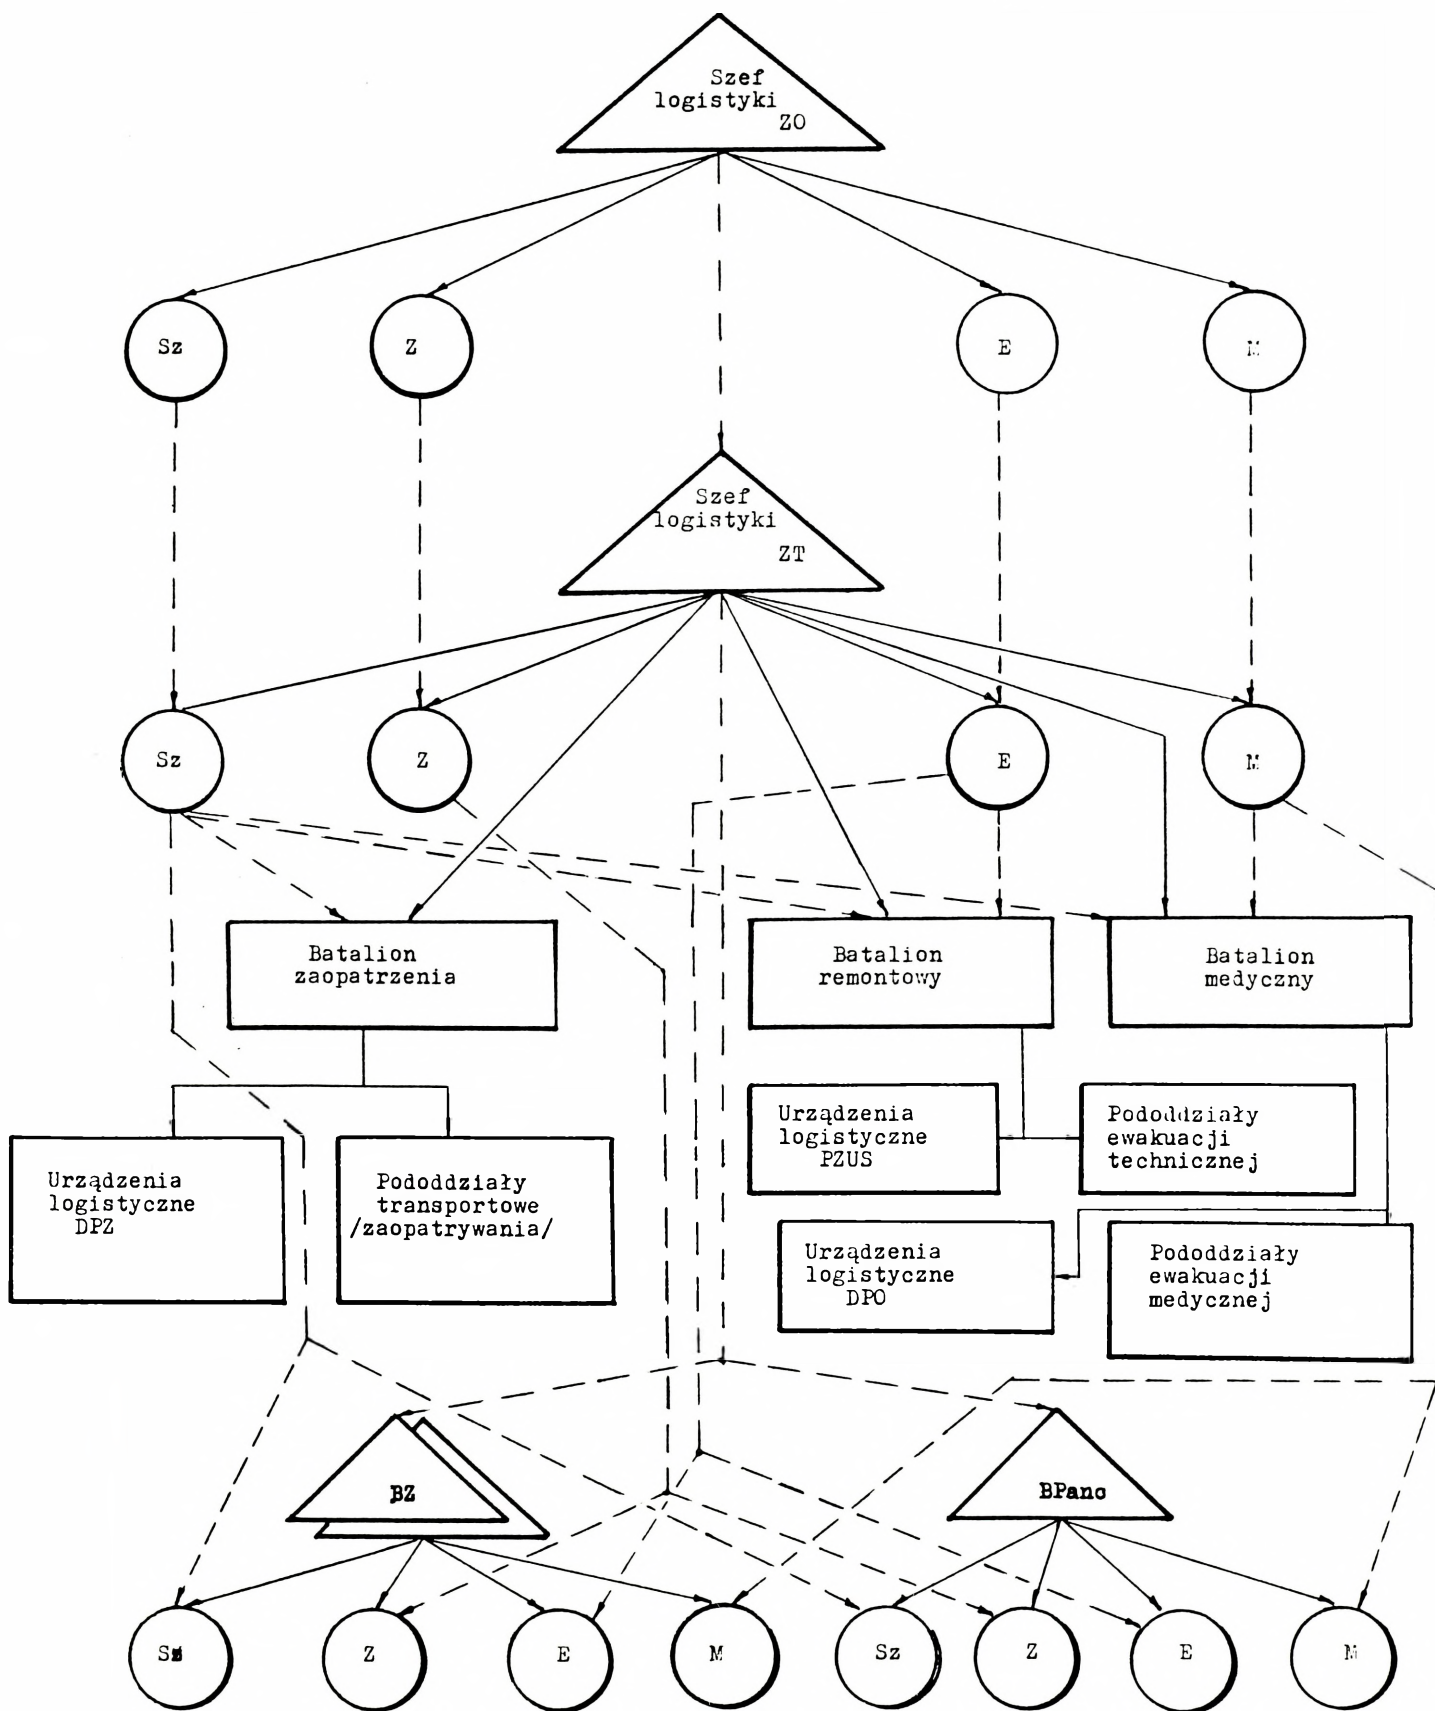 Szef
logistyki
ZO
Sz
Z
E
M
Szef
logistyki
ZT
Sz
Z
E
M
Batalion
zaopatrzenia
Batalion
remontowy
Batalion
medyczny
Urządzenia
logistyczne
PZUS
Pododdziały
ewakuacji
technicznej
Urządzenia
logistyczne
DPZ
Pododdziały
transportowe
/zaopatrywania/
Urządzenia
logistyczne
DPO
Pododdziały
ewakuacji
medycznej
BZ
BPanc
Sz
Z
E
M
Sz
Z
E
M